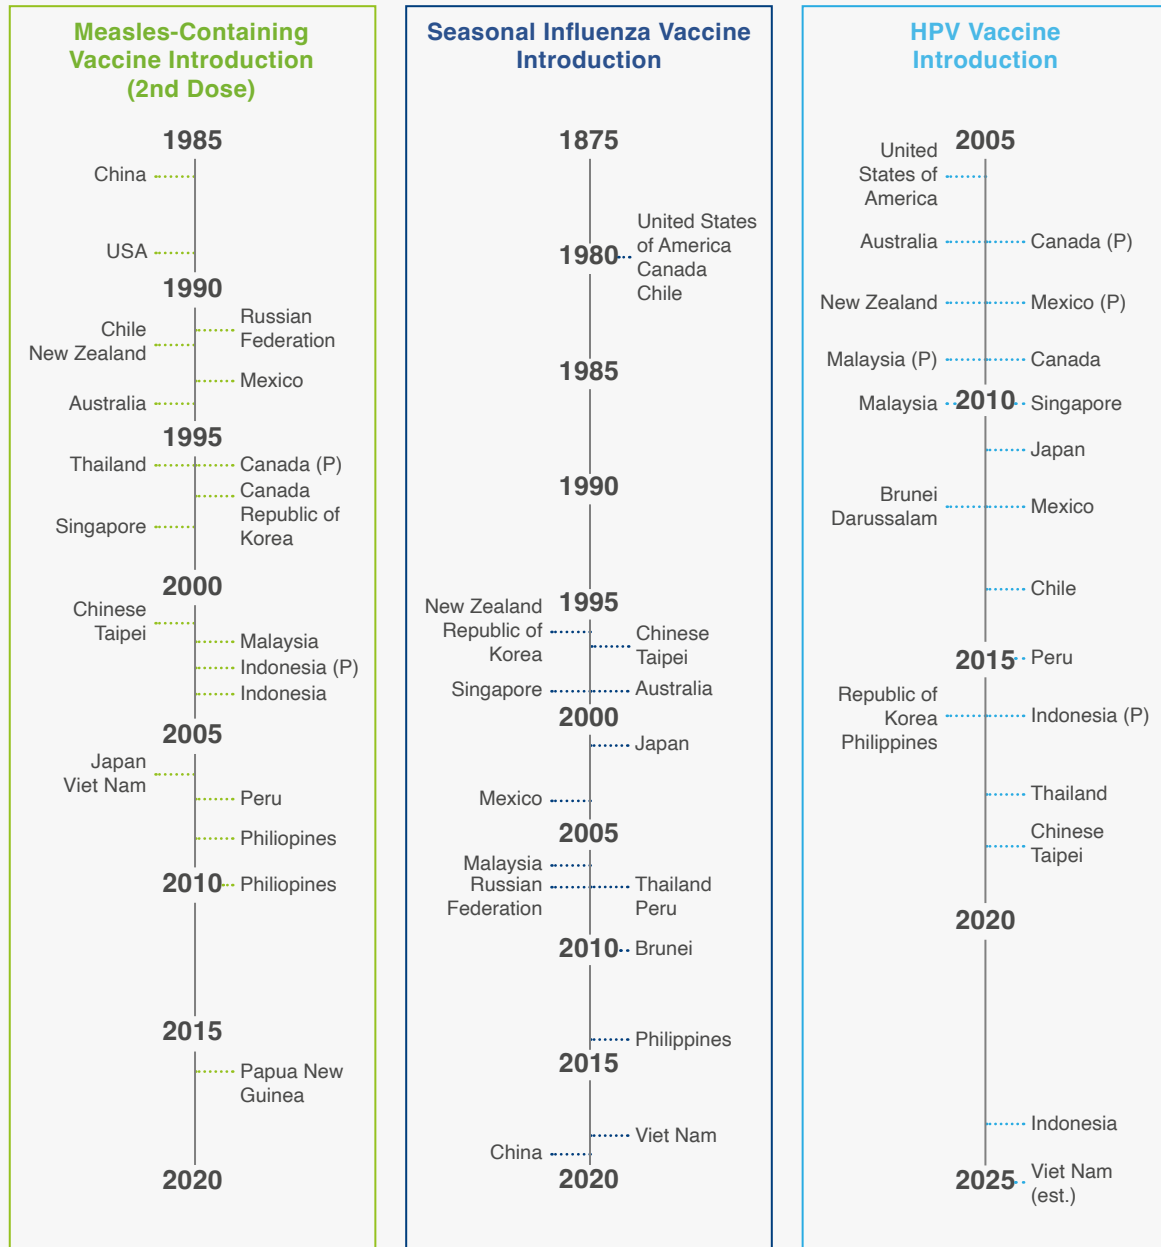 Measles-Containing
Vaccine Introduction
(2nd Dose)
1985
China
USA
1990
Russian
Federation
Chile
New Zealand
Mexico
Australia
1995
Thailand
Canada (P)
Canada
Republic of
Korea
Singapore
2000
Chinese
Taipei
Malaysia
Indonesia (P)
Indonesia
2005
Japan
Viet Nam
Peru
Philiopines
2010
Philiopines
2015
Papua New
Guinea
2020
Seasonal Influenza Vaccine
Introduction
1875
1980
United States
of America
Canada
Chile
1985
1990
1995
New Zealand
Republic of
Korea
Chinese
Taipei
Singapore
Australia
2000
Japan
Mexico
2005
Malaysia
Russian
Federation
Thailand
Peru
2010
Brunei
Philippines
2015
Viet Nam
China
2020
HPV Vaccine
Introduction
2005
United
States of
America
Australia
Canada (P)
New Zealand
Mexico (P)
Malaysia (P)
Canada
Malaysia
2010
Singapore
Japan
Brunei
Darussalam
Mexico
Chile
2015
Peru
Republic of
Korea
Philippines
Indonesia (P)
Thailand
Chinese
Taipei
2020
Indonesia
2025
Viet Nam
(est.)